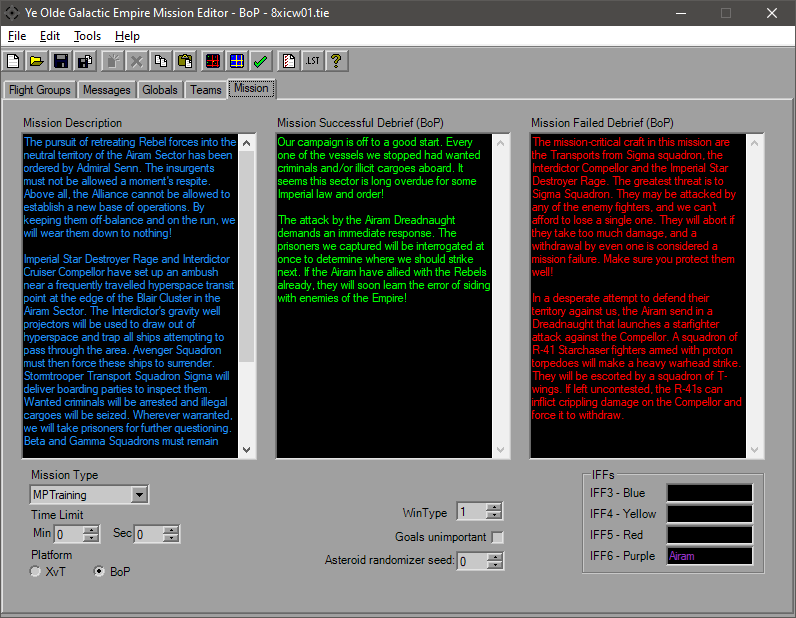 Ye Olde Galactic Empire Mission Editor - BoP - 8xicw01.tie
File Edit Tools Help
.LST ?
Flight Groups Messages Globals Teams Mission
Mission Description
The pursuit of retreating Rebel forces into the
neutral territory of the Airam Sector has been
ordered by Admiral Senn. The insurgents
must not be allowed a moment's respite.
Above all, the Alliance cannot be allowed to
establish a new base of operations. By
keeping them off-balance and on the run, we
will wear them down to nothing!
Imperial Star Destroyer Rage and Interdictor
Cruiser Compellor have set up an ambush
near a frequently travelled hyperspace transit
point at the edge of the Blair Cluster in the
Airam Sector. The Interdictor's gravity well
projectors will be used to draw out of
hyperspace and trap all ships attempting to
pass through the area. Avenger Squadron
must then force these ships to surrender.
Stormtrooper Transport Squadron Sigma will
deliver boarding parties to inspect them.
Wanted criminals will be arrested and illegal
cargoes will be seized. Wherever warranted,
we will take prisoners for further questioning.
Beta and Gamma Squadrons must remain
Mission Successful Debrief (BoP)
Our campaign is off to a good start. Every
one of the vessels we stopped had wanted
criminals and/or illicit cargoes aboard. It
seems this sector is long overdue for some
Imperial law and order!
The attack by the Airam Dreadnaught
demands an immediate response. The
prisoners we captured will be interrogated at
once to determine where we should strike
next. If the Airam have allied with the Rebels
already, they will soon learn the error of siding
with enemies of the Empire!
Mission Failed Debrief (BoP)
The mission-critical craft in this mission are
the Transports from Sigma squadron, the
Interdictor Compellor and the Imperial Star
Destroyer Rage. The greatest threat is to
Sigma Squadron. They may be attacked by
any of the enemy fighters, and we can't
afford to lose a single one. They will abort if
they take too much damage, and a
withdrawal by even one is considered a
mission failure. Make sure you protect them
well!
In a desperate attempt to defend their
territory against us, the Airam send in a
Dreadnaught that launches a starfighter
attack against the Compellor. A squadron of
R-41 Starchaser fighters armed with proton
torpedoes will make a heavy warhead strike.
They will be escorted by a squadron of T-
wings. If left uncontested, the R-41s can
inflict crippling damage on the Compellor and
force it to withdraw.
Mission Type
MPTraining
Time Limit
Min 0 Sec 0
Platform
XvT BoP
WinType 1
Goals unimportant
Asteroid randomizer seed: 0
IFFs
IFF3 - Blue
IFF4 - Yellow
IFF5 - Red
IFF6 - Purple Airam